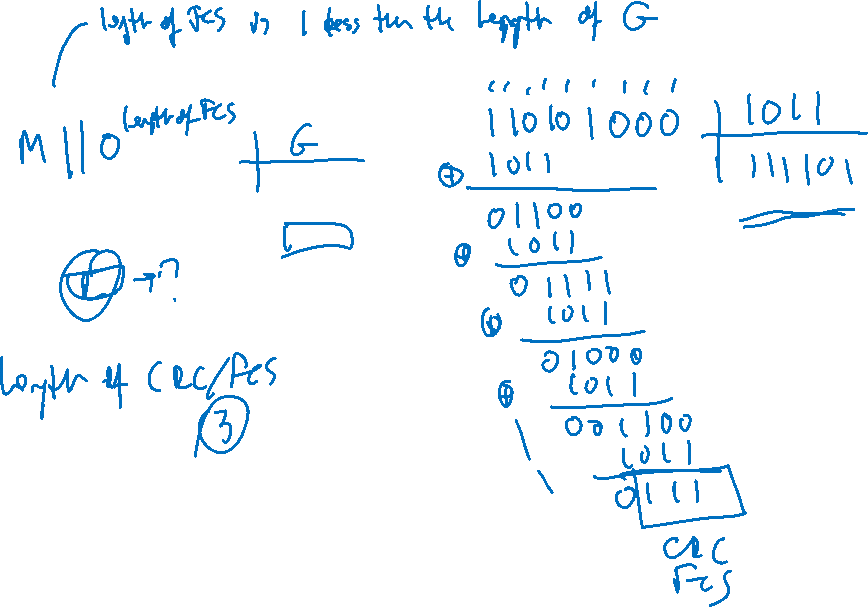 length of FCS is 1 less than the length of G
M||0 length of FCS
G
→ ?
length of CRC/FCS
3
110101000 1011
⊕ 1011 111101
01100
⊕ 1011
01111
⊕ 1011
01000
⊕ 1011
001100
1011
0111
CRC
FCS